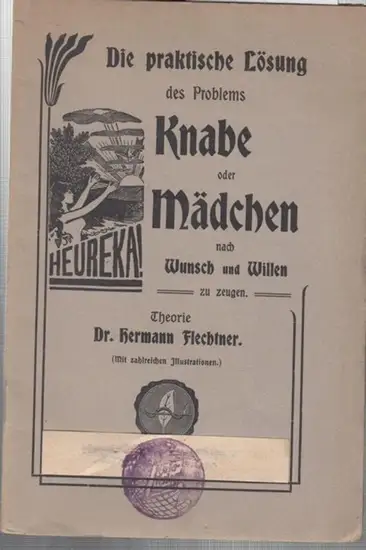 Die praktische Lösung
des Problems
Knabe
oder
Mädchen
nach
Wunsch und Willen
zu zeugen.
HEUREKA!
Theorie
Dr. Hermann Flechtner.
(Mit zahlreichen Illustrationen.)